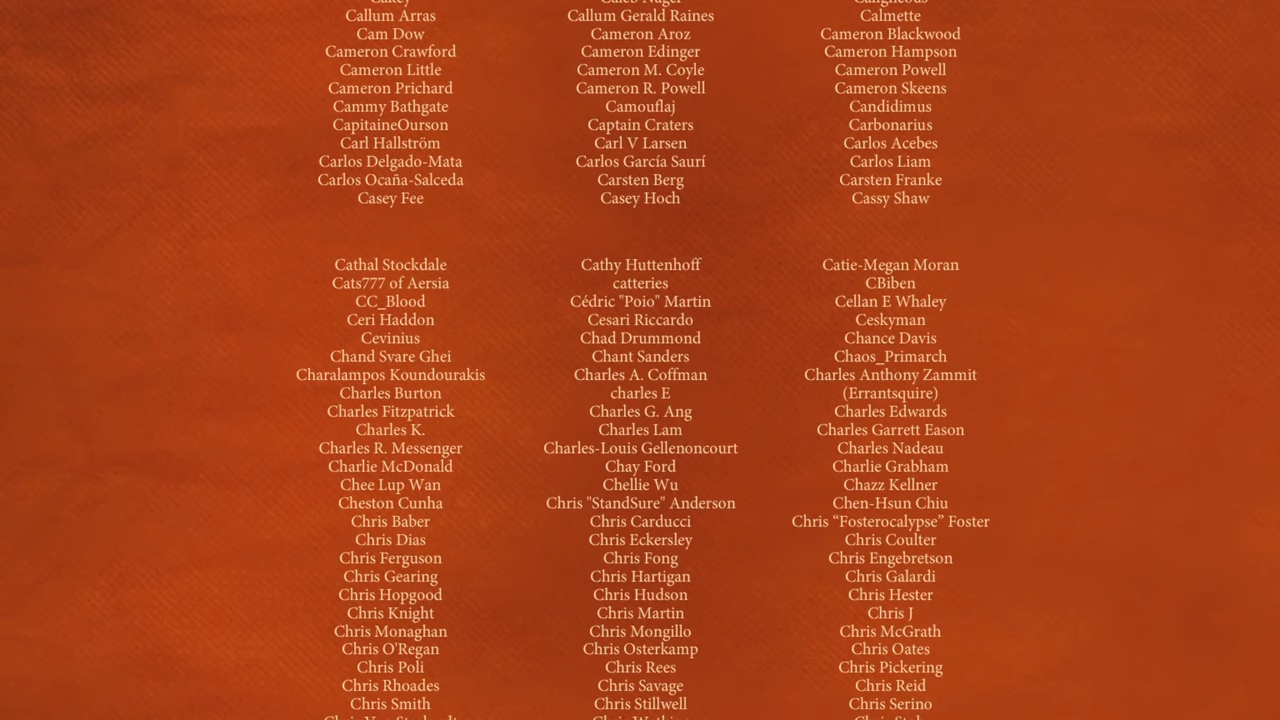 Callum Arras Callum Gerald Raines Calmette
Cam Dow Cameron Aroz Cameron Blackwood
Cameron Crawford Cameron Edinger Cameron Hampson
Cameron Little Cameron M. Coyle Cameron Powell
Cameron Prichard Cameron R. Powell Cameron Skeens
Cammy Bathgate Camouflaj Candidimus
CapitaineOurson Captain Craters Carbonarius
Carl Hallström Carl V Larsen Carlos Acebes
Carlos Delgado-Mata Carlos García Saurí Carlos Liam
Carlos Ocaña-Salceda Carsten Berg Carsten Franke
Casey Fee Casey Hoch Cassy Shaw
Cathal Stockdale Cathy Huttenhoff Catie-Megan Moran
Cats777 of Aersia catteries CBiben
CC_Blood Cédric "Poio" Martin Cellan E Whaley
Ceri Haddon Cesari Riccardo Ceskyman
Cevinius Chad Drummond Chance Davis
Chand Svare Ghei Chant Sanders Chaos_Primarch
Charalampos Koundourakis Charles A. Coffman Charles Anthony Zammit
Charles Burton charles E (Errantsquire)
Charles Fitzpatrick Charles G. Ang Charles Edwards
Charles K. Charles Lam Charles Garrett Eason
Charles R. Messenger Charles-Louis Gellenoncourt Charles Nadeau
Charlie McDonald Chay Ford Charlie Grabham
Chee Lup Wan Chellie Wu Chazz Kellner
Cheston Cunha Chris "StandSure" Anderson Chen-Hsun Chiu
Chris Baber Chris Carducci Chris “Fosterocalypse” Foster
Chris Dias Chris Eckersley Chris Coulter
Chris Ferguson Chris Fong Chris Engebretson
Chris Gearing Chris Hartigan Chris Galardi
Chris Hopgood Chris Hudson Chris Hester
Chris Knight Chris Martin Chris J
Chris Monaghan Chris Mongillo Chris McGrath
Chris O'Regan Chris Osterkamp Chris Oates
Chris Poli Chris Rees Chris Pickering
Chris Rhoades Chris Savage Chris Reid
Chris Smith Chris Stillwell Chris Serino